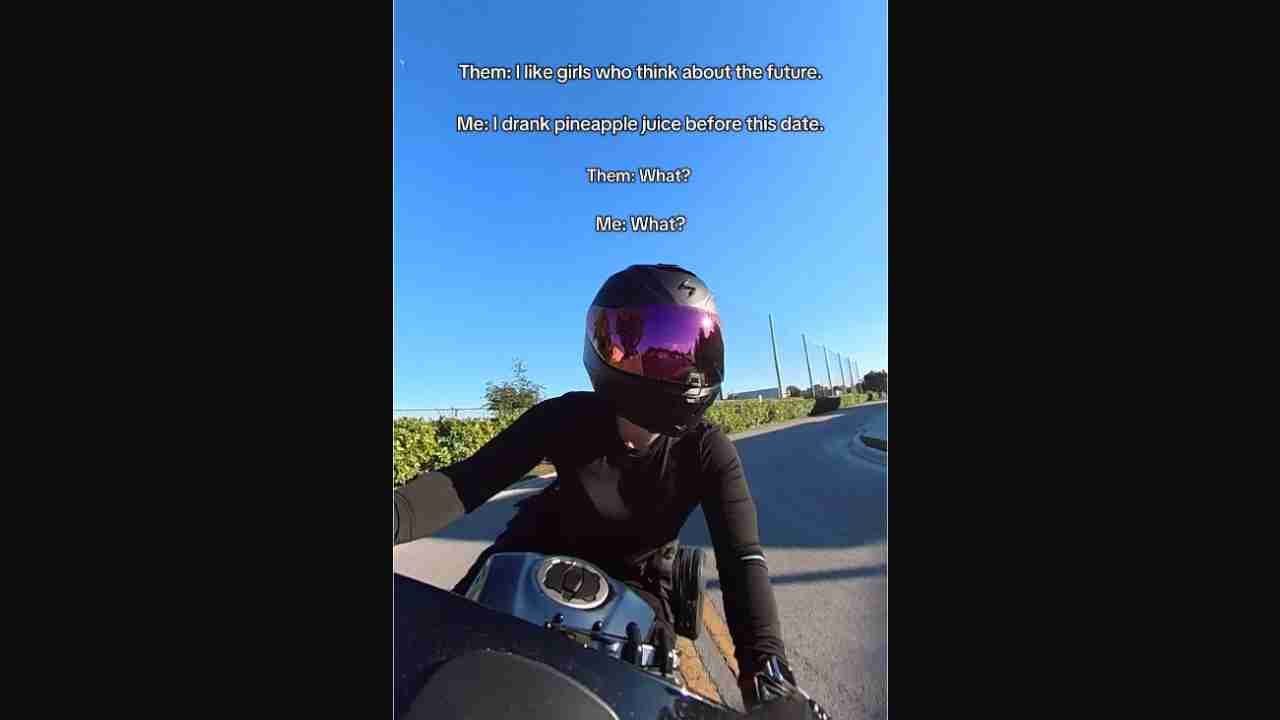 Them: I like girls who think about the future.
Me: I drank pineapple juice before this date.
Them: What?
Me: What?